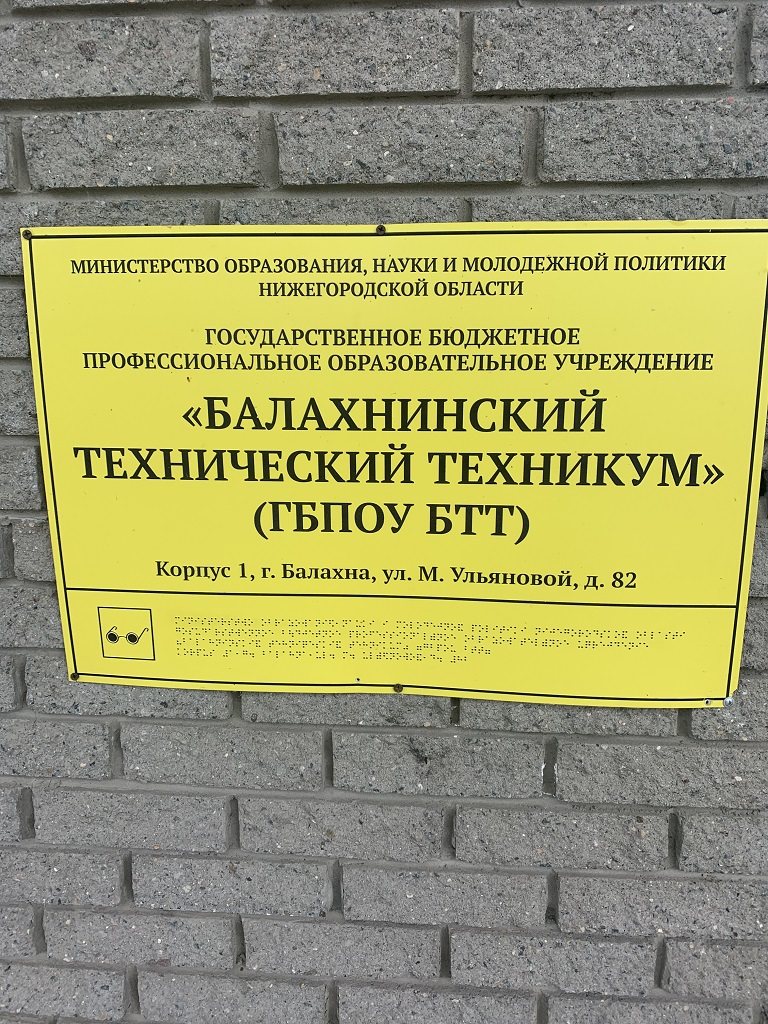 МИНИСТЕРСТВО ОБРАЗОВАНИЯ, НАУКИ И МОЛОДЕЖНОЙ ПОЛИТИКИ
НИЖЕГОРОДСКОЙ ОБЛАСТИ
ГОСУДАРСТВЕННОЕ БЮДЖЕТНОЕ
ПРОФЕССИОНАЛЬНОЕ ОБРАЗОВАТЕЛЬНОЕ УЧРЕЖДЕНИЕ
«БАЛАХНИНСКИЙ
ТЕХНИЧЕСКИЙ ТЕХНИКУМ»
(ГБПОУ БТТ)
Корпус 1, г. Балахна, ул. М. Ульяновой, д. 82